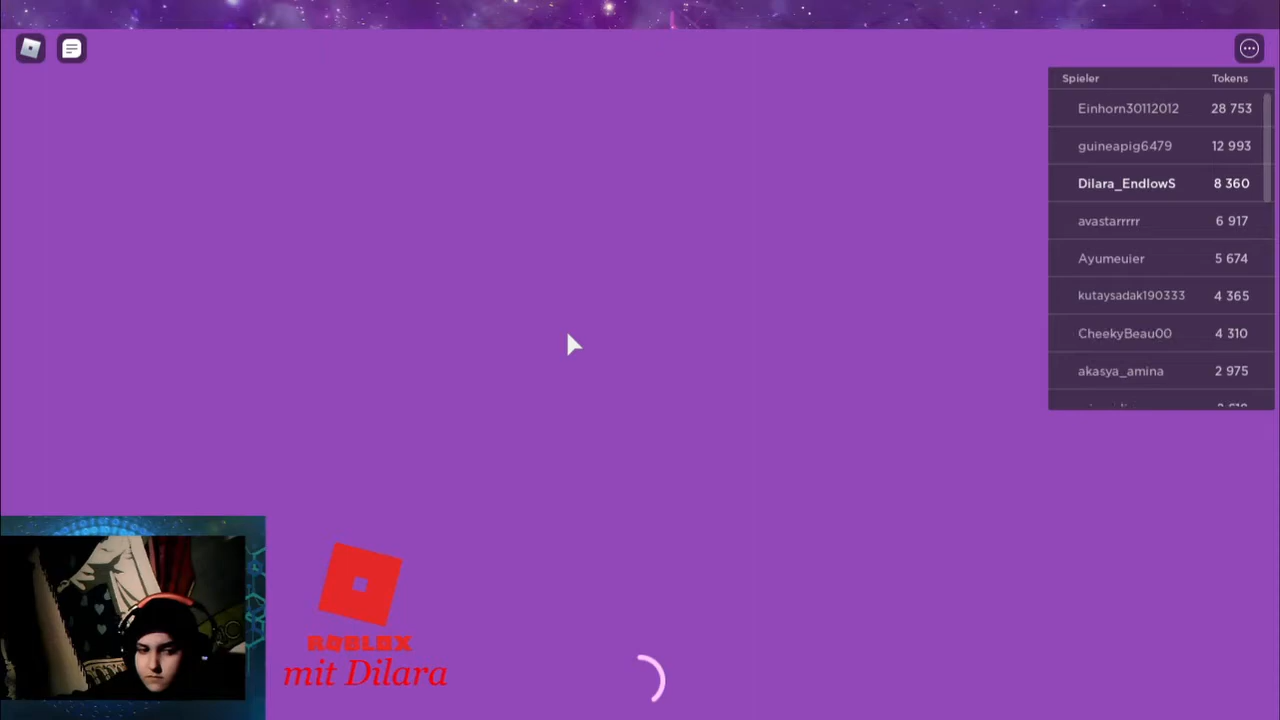 Spieler Tokens
Einhorn30112012 28 753
guineapig6479 12 993
Dilara_EndlowS 8 360
avastarrrrr 6 917
Ayumeuier 5 674
kutaysadak190333 4 365
CheekyBeau00 4 310
akasya_amina 2 975
ROBLOX
mit Dilara